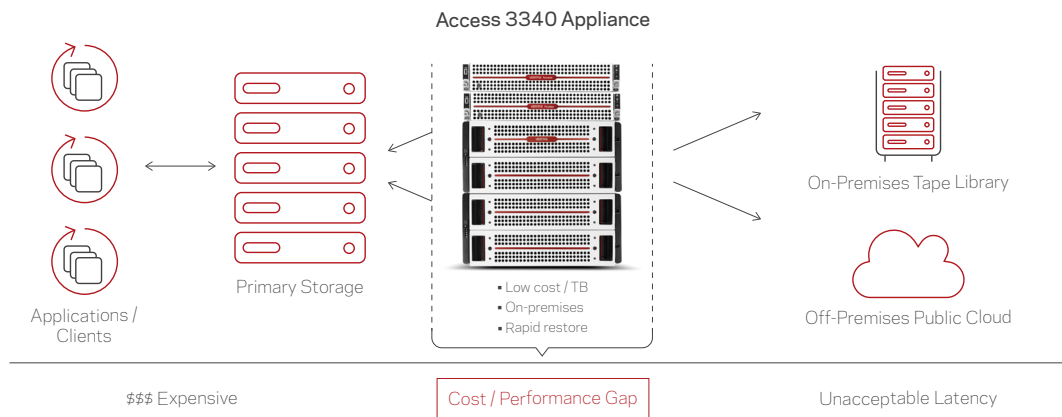 Access 3340 Appliance
Applications /
Clients
Primary Storage
▪ Low cost / TB
▪ On-premises
▪ Rapid restore
On-Premises Tape Library
Off-Premises Public Cloud
$$$ Expensive
Cost / Performance Gap
Unacceptable Latency